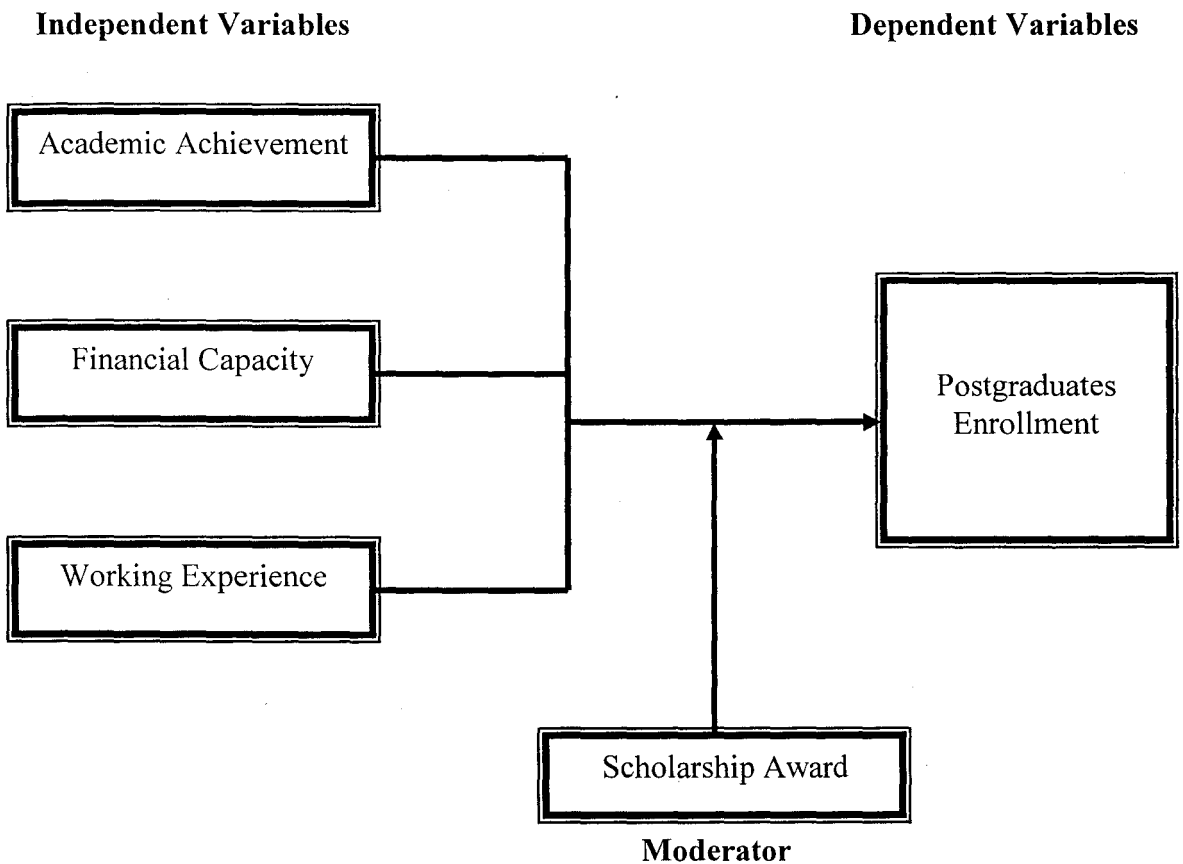 Independent Variables
Dependent Variables
Academic Achievement
Financial Capacity
Postgraduates
Enrollment
Working Experience
Scholarship Award
Moderator